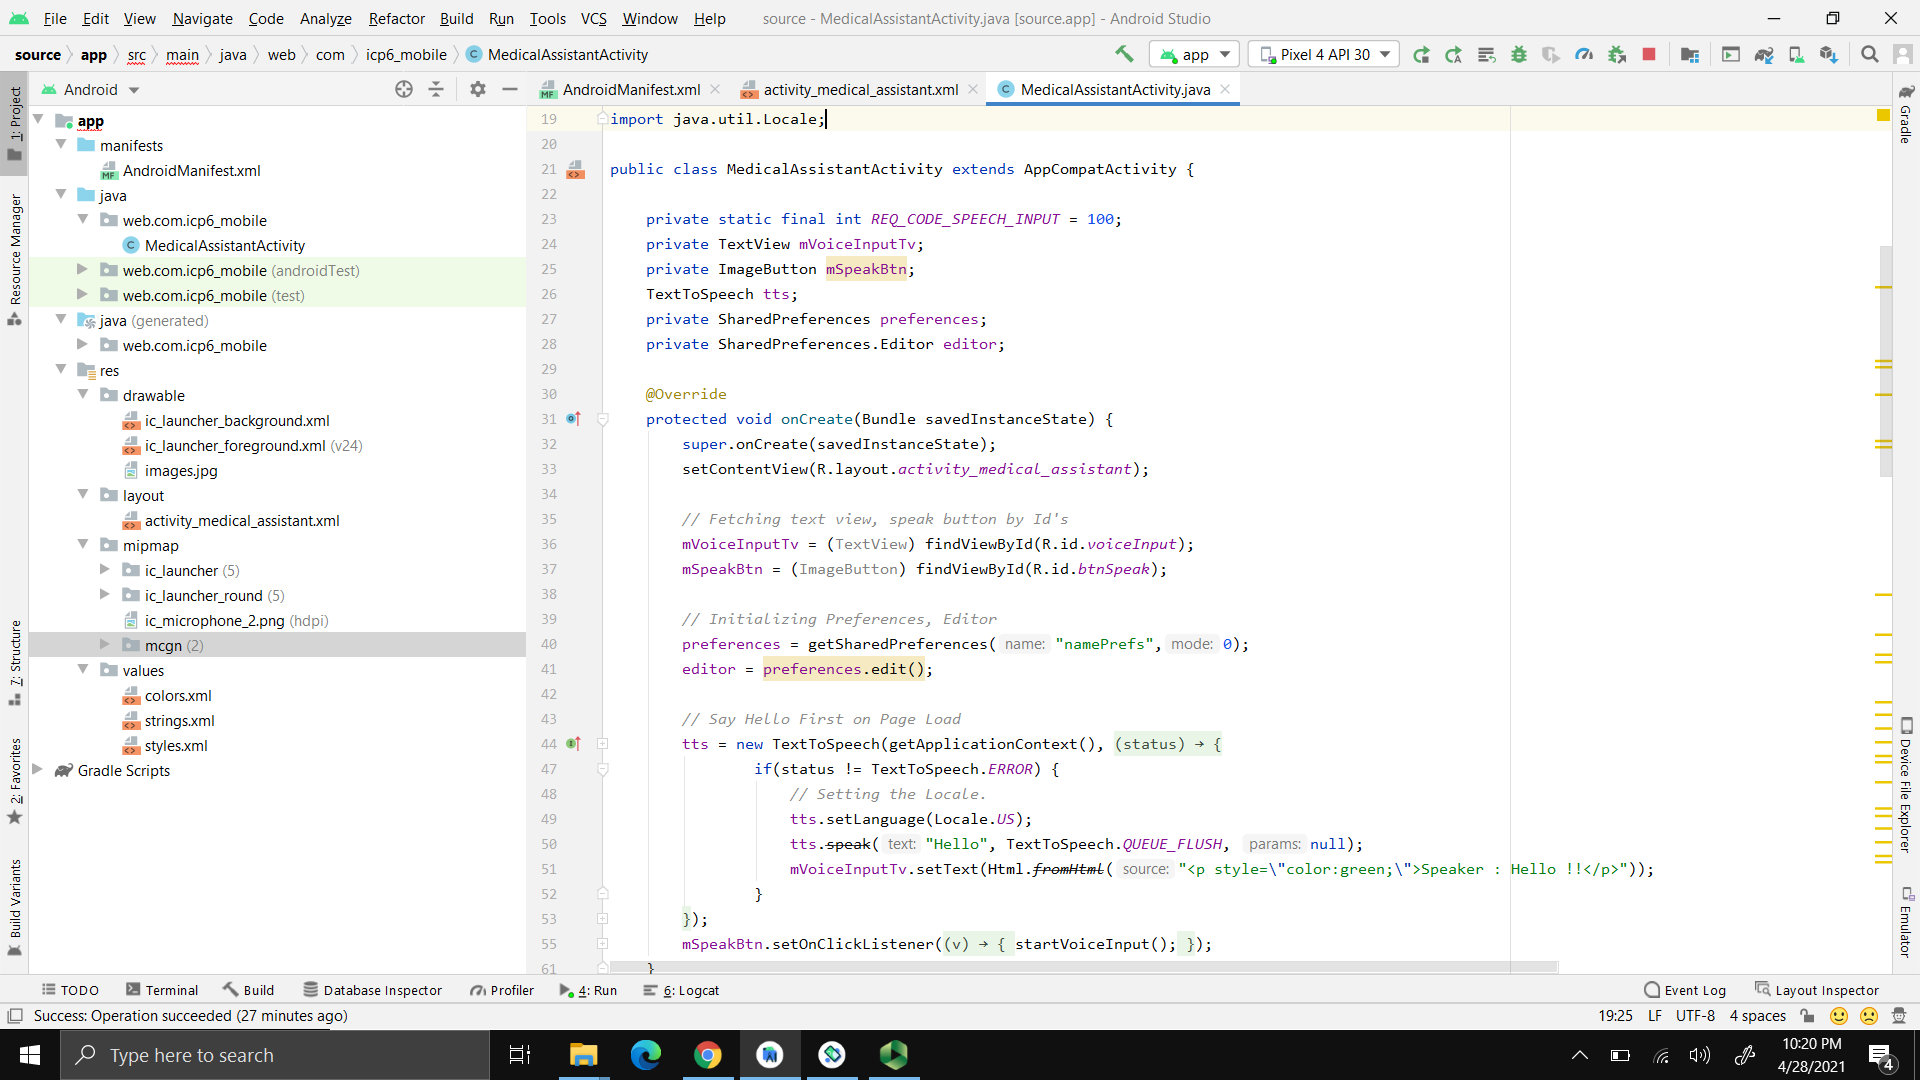 File Edit View Navigate Code Analyze Refactor Build Run Tools VCS Window Help source - MedicalAssistantActivity.java [source.app] - Android Studio
source app src main java web com icp6_mobile MedicalAssistantActivity app Pixel 4 API 30
Android AndroidManifest.xml activity_medical_assistant.xml MedicalAssistantActivity.java
1: Project
Resource Manager
7: Structure
2: Favorites
Build Variants
app
manifests
AndroidManifest.xml
java
web.com.icp6_mobile
MedicalAssistantActivity
web.com.icp6_mobile (androidTest)
web.com.icp6_mobile (test)
java (generated)
web.com.icp6_mobile
res
drawable
ic_launcher_background.xml
ic_launcher_foreground.xml (v24)
images.jpg
layout
activity_medical_assistant.xml
mipmap
ic_launcher (5)
ic_launcher_round (5)
ic_microphone_2.png (hdpi)
mcgn (2)
values
colors.xml
strings.xml
styles.xml
Gradle Scripts
19 import java.util.Locale;
20
21 public class MedicalAssistantActivity extends AppCompatActivity {
22
23 private static final int REQ_CODE_SPEECH_INPUT = 100;
24 private TextView mVoiceInputTv;
25 private ImageButton mSpeakBtn;
26 TextToSpeech tts;
27 private SharedPreferences preferences;
28 private SharedPreferences.Editor editor;
29
30 @Override
31 protected void onCreate(Bundle savedInstanceState) {
32 super.onCreate(savedInstanceState);
33 setContentView(R.layout.activity_medical_assistant);
34
35 // Fetching text view, speak button by Id's
36 mVoiceInputTv = (TextView) findViewById(R.id.voiceInput);
37 mSpeakBtn = (ImageButton) findViewById(R.id.btnSpeak);
38
39 // Initializing Preferences, Editor
40 preferences = getSharedPreferences( name: "namePrefs", mode: 0);
41 editor = preferences.edit();
42
43 // Say Hello First on Page Load
44 tts = new TextToSpeech(getApplicationContext(), (status) → {
47 if(status != TextToSpeech.ERROR) {
48 // Setting the Locale.
49 tts.setLanguage(Locale.US);
50 tts.speak( text: "Hello", TextToSpeech.QUEUE_FLUSH, params: null);
51 mVoiceInputTv.setText(Html.fromHtml( source: "<p style=\"color:green;\">Speaker : Hello !!</p>"));
52 }
53 });
55 mSpeakBtn.setOnClickListener((v) → { startVoiceInput(); });
61 }
Gradle
Device File Explorer
Emulator
TODO Terminal Build Database Inspector Profiler 4: Run 6: Logcat Event Log Layout Inspector
Success: Operation succeeded (27 minutes ago) 19:25 LF UTF-8 4 spaces
Type here to search
10:20 PM
4/28/2021
4